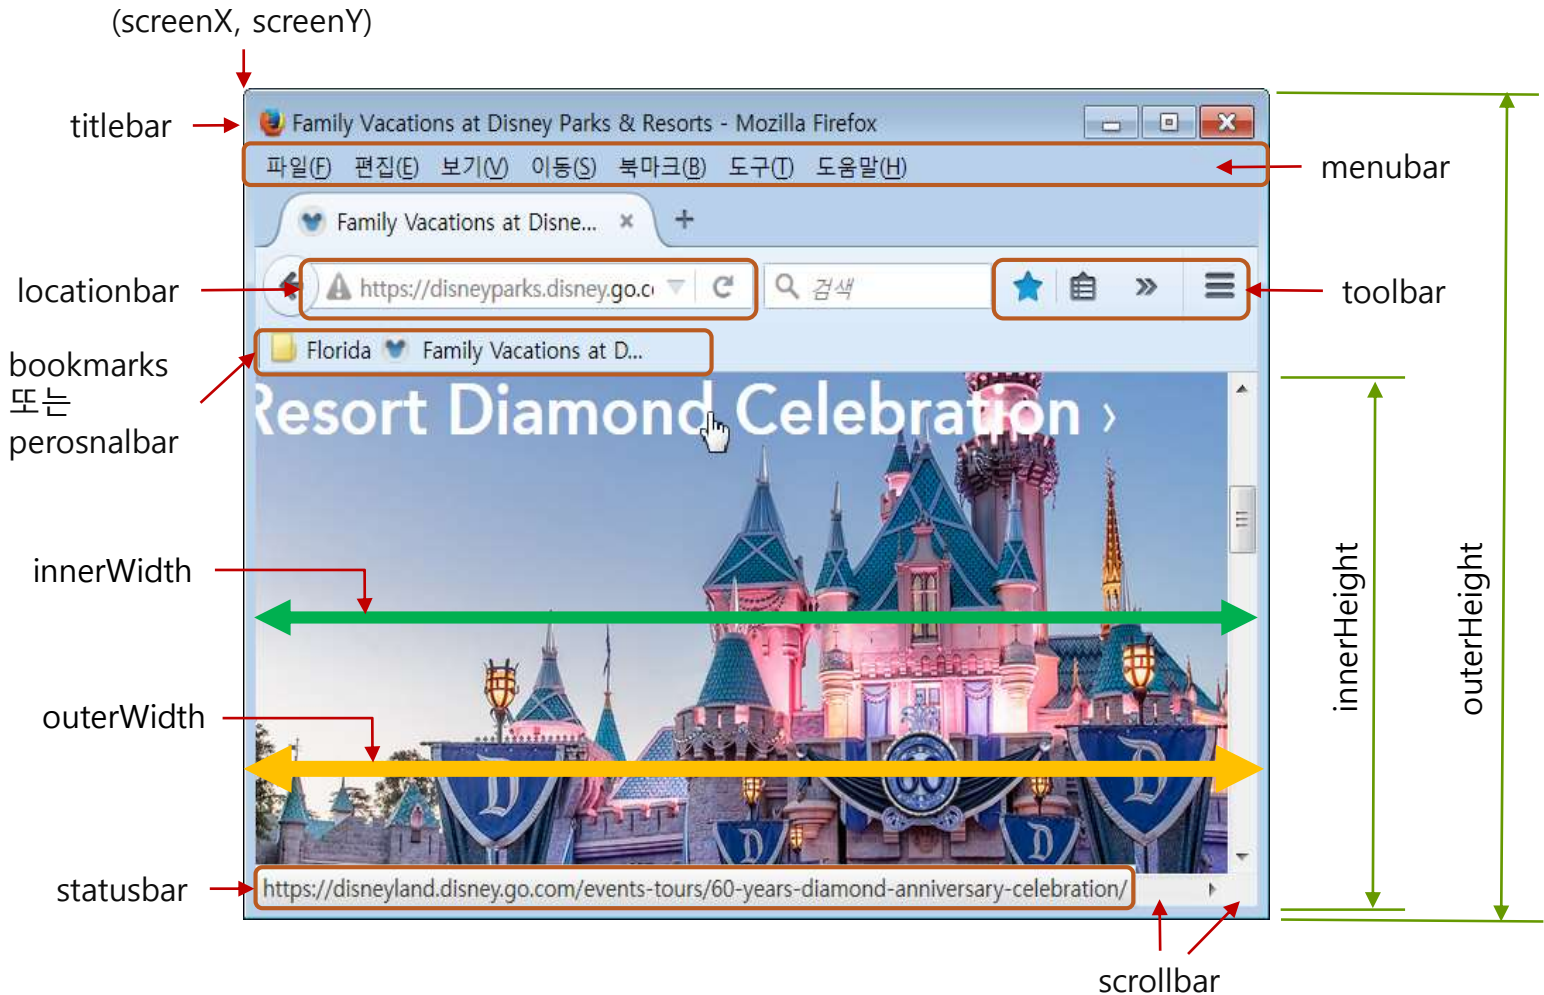 (screenX, screenY)
titlebar
Family Vacations at Disney Parks & Resorts - Mozilla Firefox
파일(F) 편집(E) 보기(V) 이동(S) 북마크(B) 도구(T) 도움말(H)
menubar
Family Vacations at Disne...
locationbar
https://disneyparks.disney.go.c
검색
toolbar
bookmarks
또는
perosnalbar
Florida Family Vacations at D...
Resort Diamond Celebration ›
innerWidth
outerWidth
innerHeight
outerHeight
D
60
D
D
D
statusbar
https://disneyland.disney.go.com/events-tours/60-years-diamond-anniversary-celebration/
scrollbar